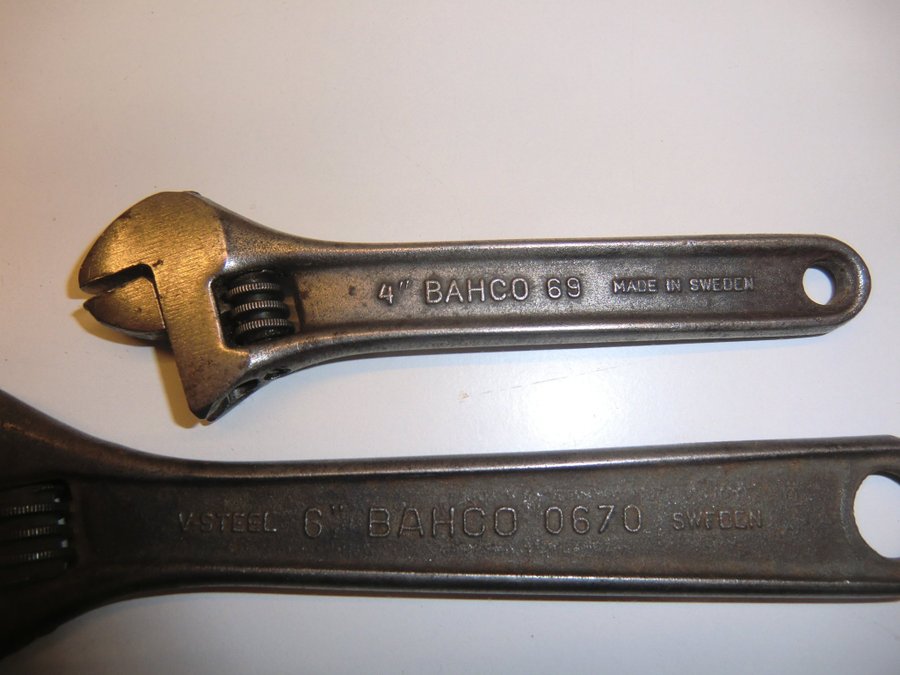 4" BAHCO 69 MADE IN SWEDEN
V-STEEL 6" BAHCO 0670 SWEDEN